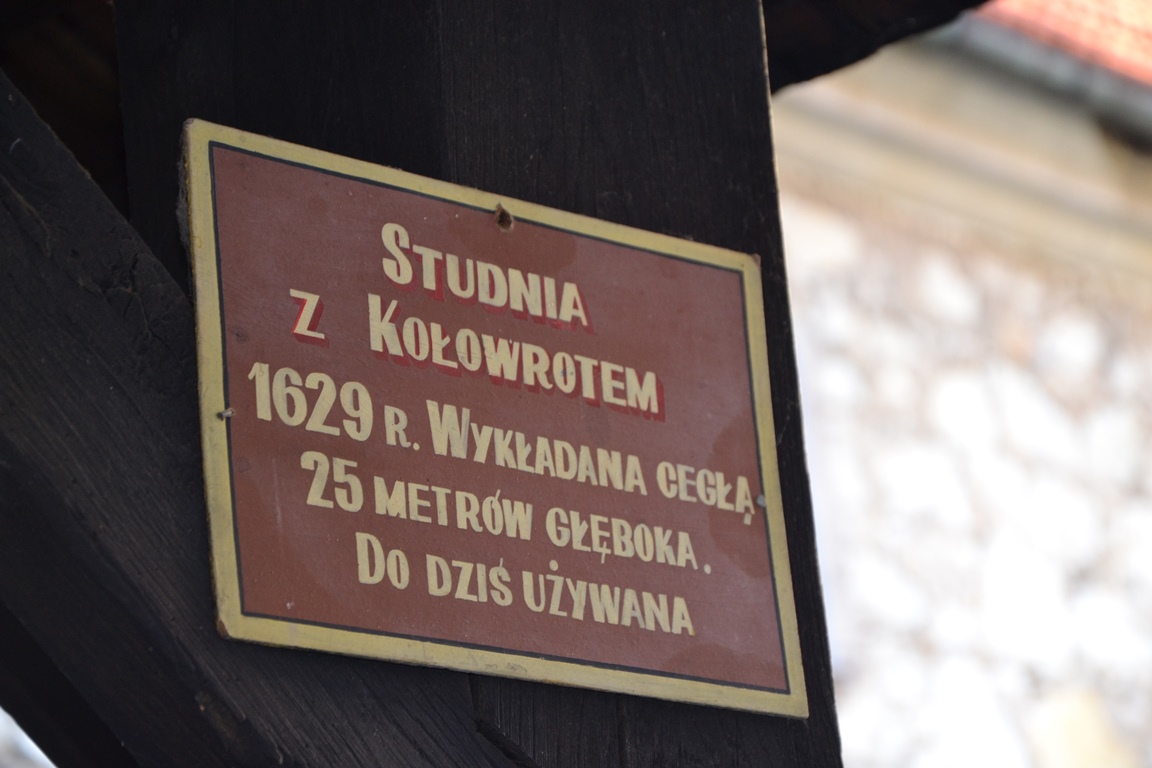 STUDNIA
Z KOŁOWROTEM
1629 R. WYKŁADANA CEGŁĄ
25 METRÓW GŁĘBOKA.
DO DZIŚ UŻYWANA